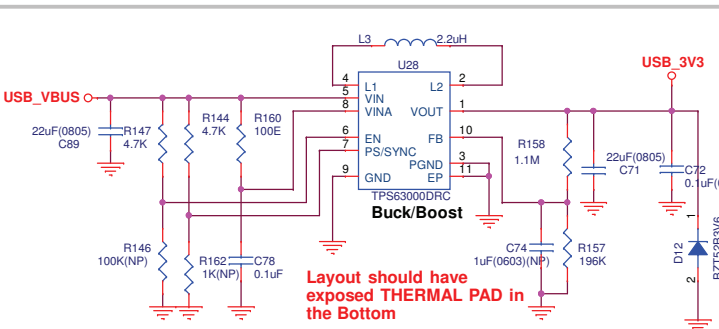 L3 2.2uH
U28
USB_3V3
4 L1 L2 2
USB_VBUS
5 VIN
8 VINA VOUT 1
22uF(0805)
C89
R147
4.7K
R144
4.7K
R160
100E
6 EN FB 10
7 PS/SYNC
PGND 3
9 GND EP 11
TPS63000DRC
Buck/Boost
R158
1.1M
22uF(0805)
C71
C72
R146
100K(NP)
R162
1K(NP)
C78
0.1uF
C74
1uF(0603)(NP)
R157
196K
1
D12
2
BZT52B3V6
Layout should have
exposed THERMAL PAD in
the Bottom